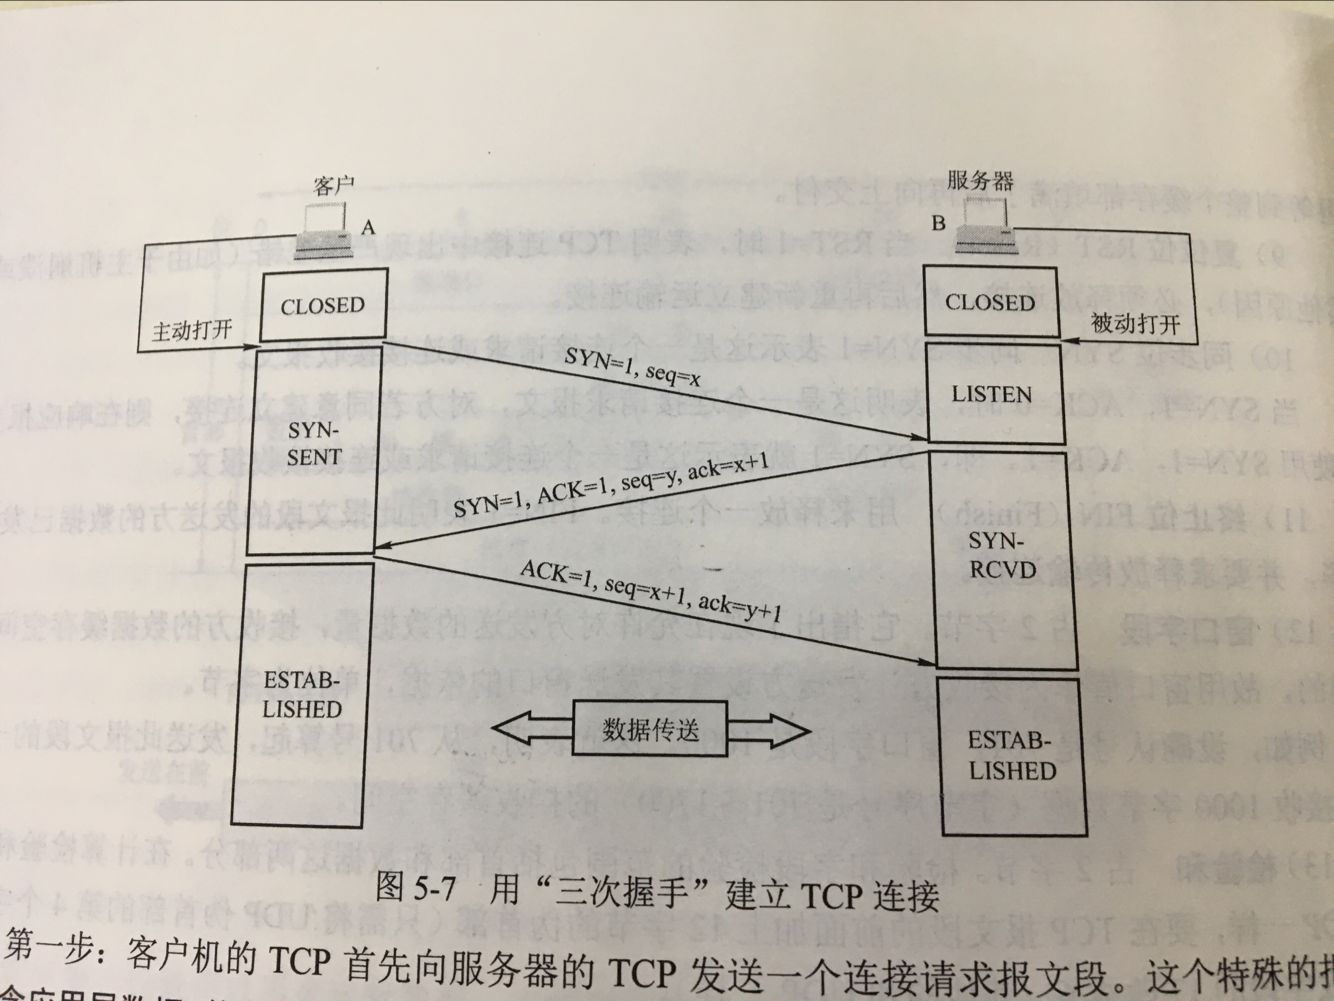 客户
服务器
A
B
CLOSED
CLOSED
主动打开
被动打开
SYN=1, seq=x
LISTEN
SYN-
SENT
SYN=1, ACK=1, seq=y, ack=x+1
SYN-
RCVD
ACK=1, seq=x+1, ack=y+1
ESTAB-
LISHED
数据传送
ESTAB-
LISHED
图 5-7 用“三次握手”建立 TCP 连接
第一步：客户机的 TCP 首先向服务器的 TCP 发送一个连接请求报文段。这个特殊的